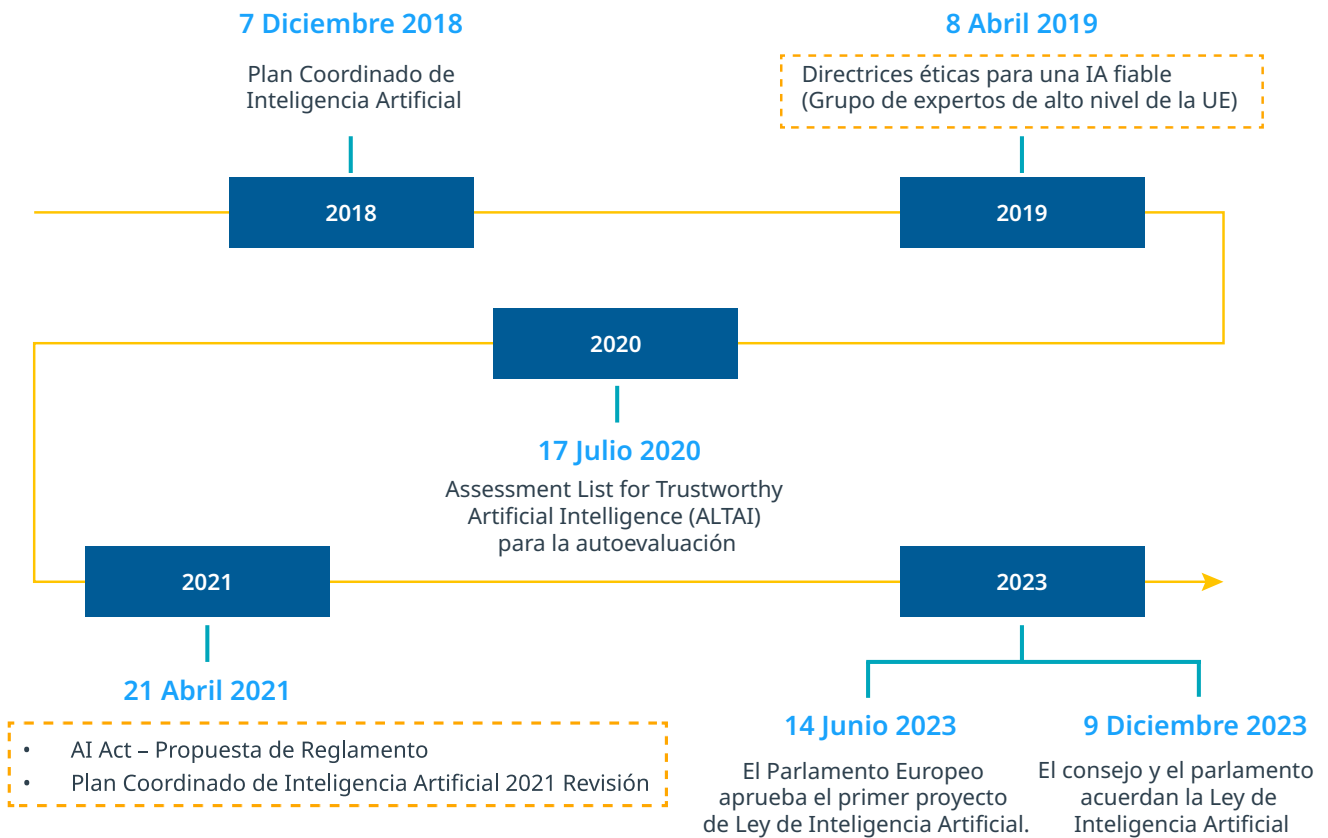 7 Diciembre 2018
Plan Coordinado de
Inteligencia Artificial
2018
8 Abril 2019
Directrices éticas para una IA fiable
(Grupo de expertos de alto nivel de la UE)
2019
2020
17 Julio 2020
Assessment List for Trustworthy
Artificial Intelligence (ALTAI)
para la autoevaluación
2021
21 Abril 2021
• AI Act – Propuesta de Reglamento
• Plan Coordinado de Inteligencia Artificial 2021 Revisión
2023
14 Junio 2023
El Parlamento Europeo
aprueba el primer proyecto
de Ley de Inteligencia Artificial.
9 Diciembre 2023
El consejo y el parlamento
acuerdan la Ley de
Inteligencia Artificial